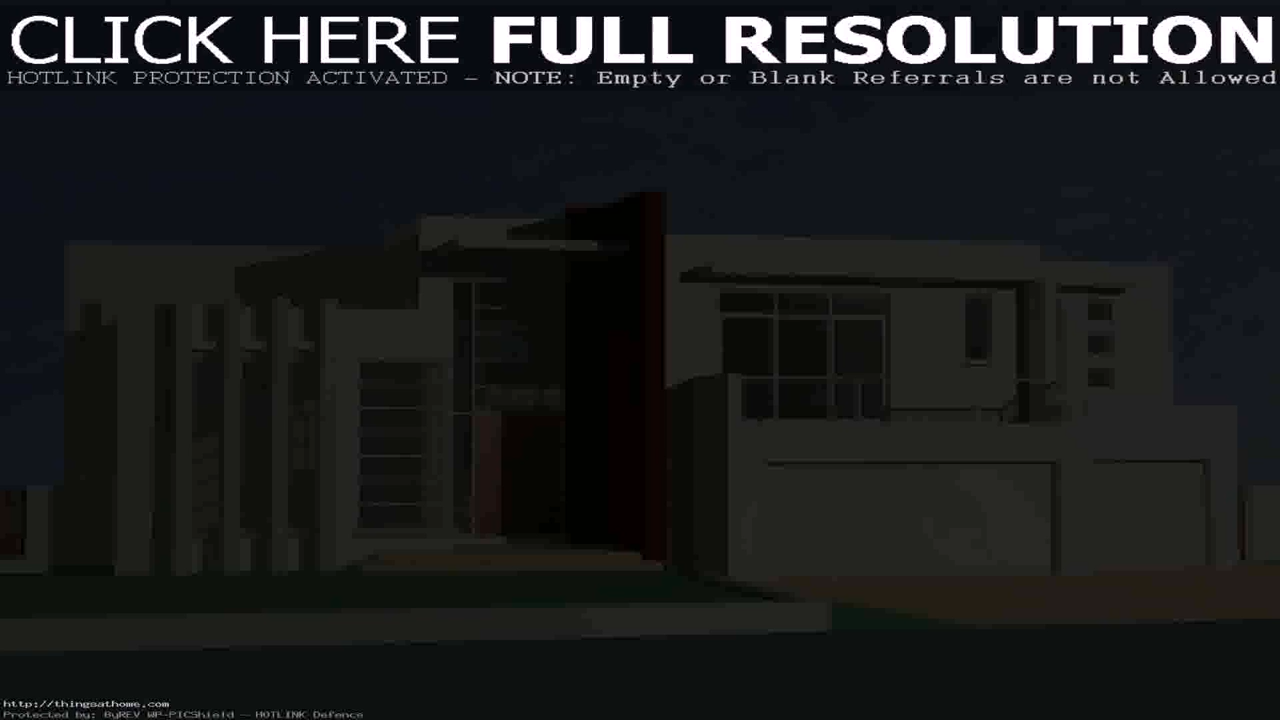 CLICK HERE FULL RESOLUTION
HOTLINK PROTECTION ACTIVATED – NOTE: Empty or Blank Referrals are not Allowed
http://thingsathome.com
Protected by: ByREV WP-PICShield – HOTLINK Defence